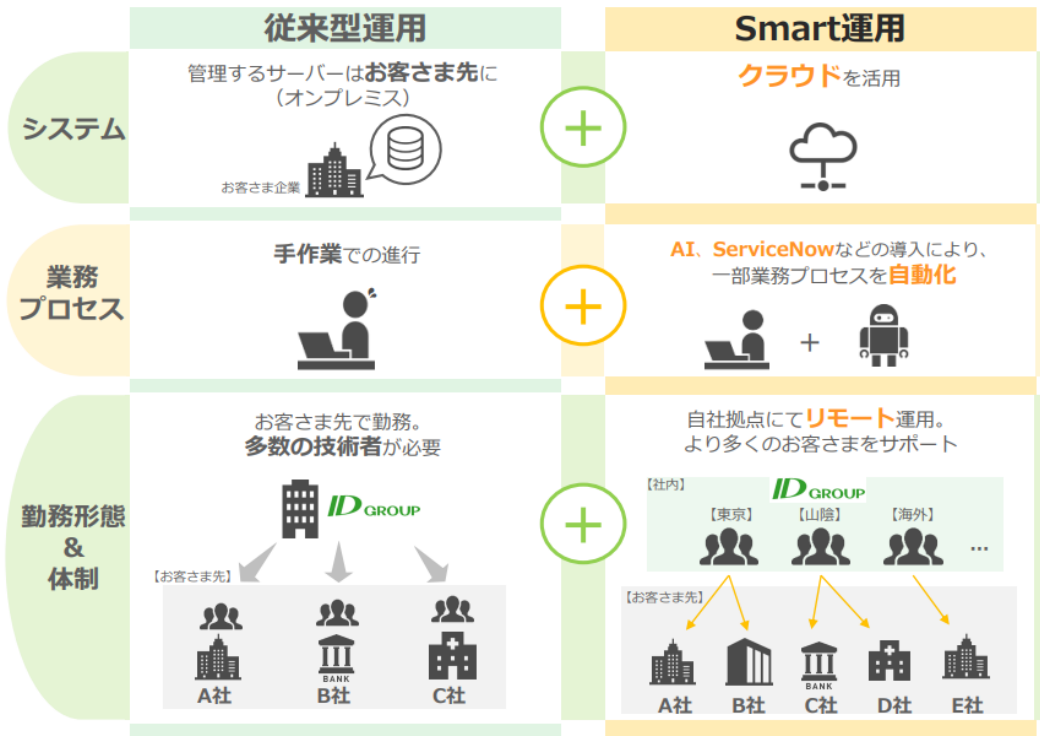 従来型運用
Smart運用
システム
管理するサーバーはお客さま先に
（オンプレミス）
お客さま企業
クラウドを活用
業務
プロセス
手作業での進行
AI、ServiceNowなどの導入により、
一部業務プロセスを自動化
勤務形態
&
体制
お客さま先で勤務。
多数の技術者が必要
ID GROUP
【お客さま先】
BANK
A社
B社
C社
自社拠点にてリモート運用。
より多くのお客さまをサポート
【社内】
ID GROUP
【東京】
【山陰】
【海外】
…
【お客さま先】
BANK
A社
B社
C社
D社
E社